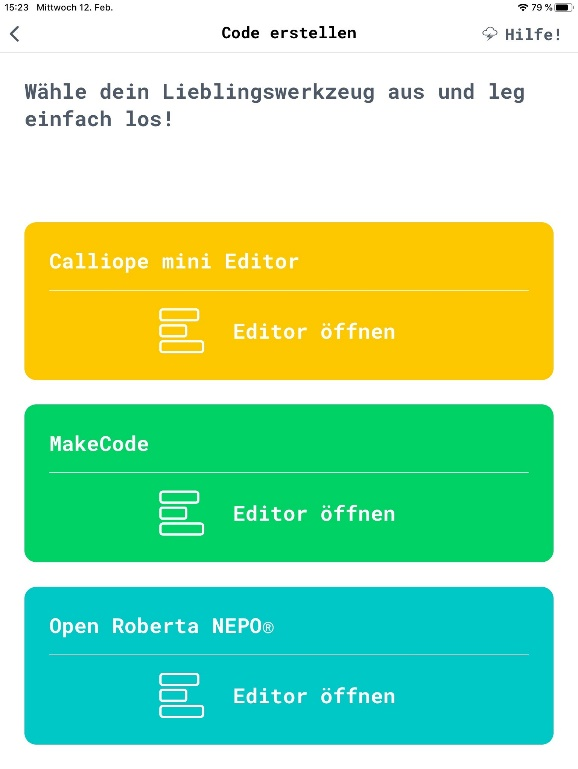 15:23 Mittwoch 12. Feb. 79 %
Code erstellen
Hilfe!
Wähle dein Lieblingswerkzeug aus und leg
einfach los!
Calliope mini Editor
Editor öffnen
MakeCode
Editor öffnen
Open Roberta NEPO®
Editor öffnen